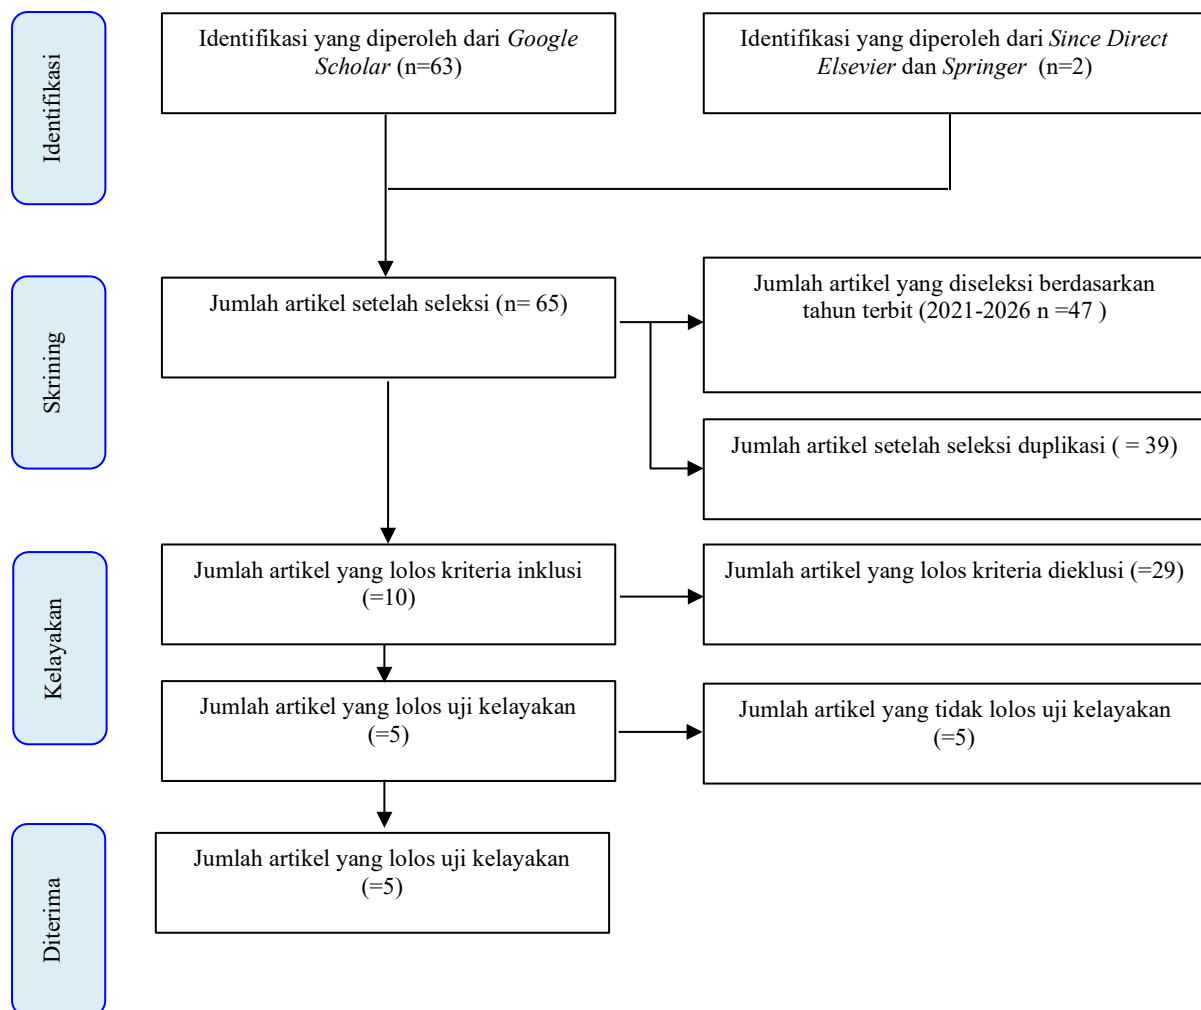 Identifikasi
Identifikasi yang diperoleh dari Google
Scholar (n=63)
Identifikasi yang diperoleh dari Since Direct
Elsevier dan Springer (n=2)
Skrining
Jumlah artikel setelah seleksi (n= 65)
Jumlah artikel yang diseleksi berdasarkan
tahun terbit (2021-2026 n =47 )
Jumlah artikel setelah seleksi duplikasi ( = 39)
Kelayakan
Jumlah artikel yang lolos kriteria inklusi
(=10)
Jumlah artikel yang lolos kriteria dieklusi (=29)
Jumlah artikel yang lolos uji kelayakan
(=5)
Jumlah artikel yang tidak lolos uji kelayakan
(=5)
Diterima
Jumlah artikel yang lolos uji kelayakan
(=5)